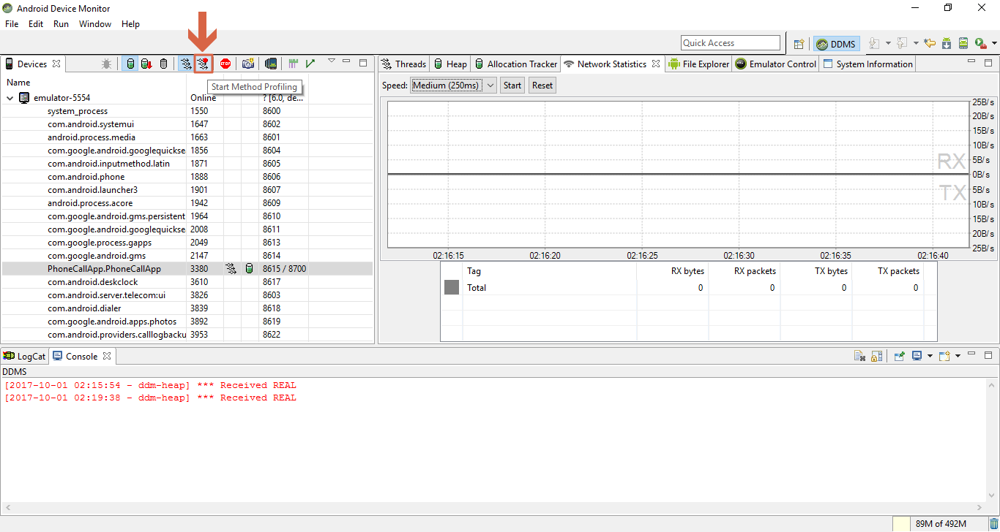 Android Device Monitor
File Edit Run Window Help
Quick Access
DDMS
Devices
STOP
Start Method Profiling
Name
emulator-5554 Online ? [6.0, de...
system_process 1550 8600
com.android.systemui 1647 8602
android.process.media 1663 8601
com.google.android.googlequickse 1856 8604
com.android.inputmethod.latin 1871 8605
com.android.phone 1888 8606
com.android.launcher3 1901 8607
android.process.acore 1942 8609
com.google.android.gms.persistent 1964 8610
com.google.android.googlequickse 2008 8611
com.google.process.gapps 2049 8613
com.google.android.gms 2147 8614
PhoneCallApp.PhoneCallApp 3380 8615 / 8700
com.android.deskclock 3610 8617
com.android.server.telecom:ui 3826 8603
com.android.dialer 3839 8618
com.google.android.apps.photos 3892 8619
com.android.providers.calllogbacku 3953 8622
Threads Heap Allocation Tracker Network Statistics File Explorer Emulator Control System Information
Speed: Medium (250ms) Start Reset
25B/s
20B/s
15B/s
10B/s
5B/s
RX
0B/s
TX
5B/s
10B/s
15B/s
20B/s
25B/s
02:16:15 02:16:20 02:16:25 02:16:30 02:16:35 02:16:40
Tag RX bytes RX packets TX bytes TX packets
Total 0 0 0 0
LogCat Console
DDMS
[2017-10-01 02:15:54 - ddm-heap] *** Received REAL
[2017-10-01 02:19:38 - ddm-heap] *** Received REAL
89M of 492M